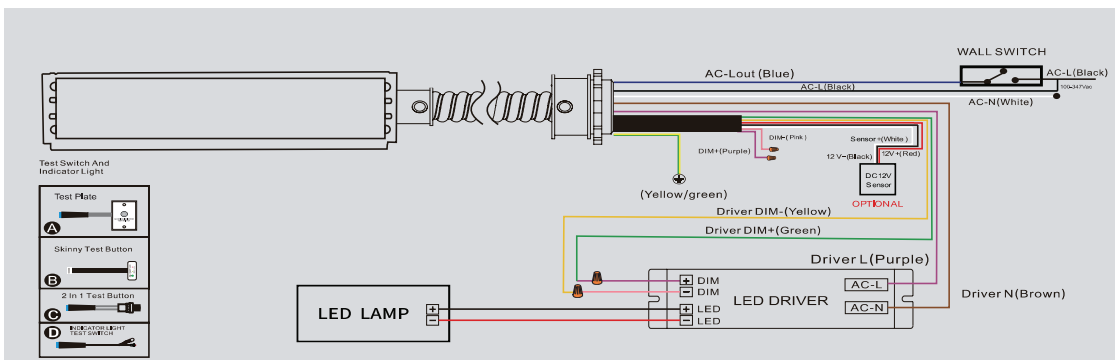 WALL SWITCH
AC-Lout (Blue)
AC-L(Black)
AC-L(Black)
100-347Vac
AC-N(White)
DIM-(Pink)
Sensor+(White)
DIM+(Purple)
12 V-(Black)
12V+(Red)
DC12V
Sensor
OPTIONAL
Test Switch And
Indicator Light
Test Plate
A
(Yellow/green)
Driver DIM-(Yellow)
Driver DIM+(Green)
Skinny Test Button
B
Driver L(Purple)
+ DIM
- DIM
LED DRIVER
AC-L
AC-N
Driver N(Brown)
+ LED
- LED
2 In 1 Test Button
C
LED LAMP
+
-
INDICATOR LIGHT
TEST SWITCH
D